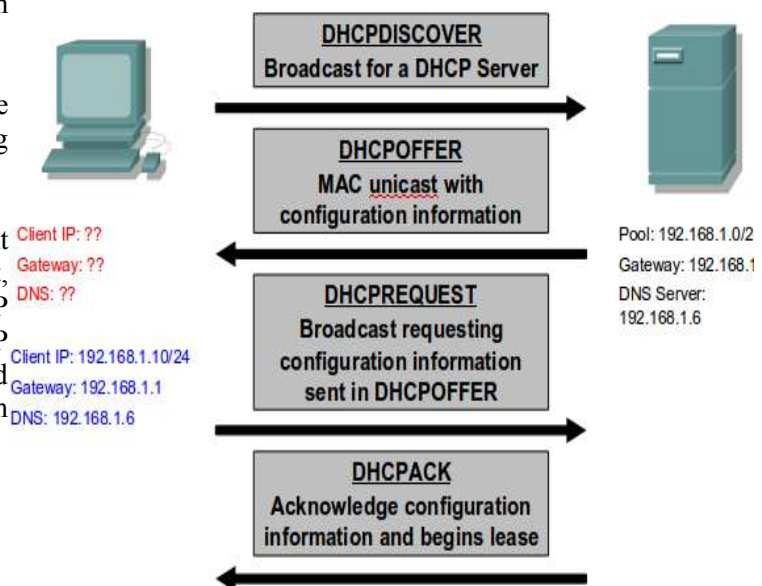 DHCPDISCOVER
Broadcast for a DHCP Server
DHCPOFFER
MAC unicast with
configuration information
Client IP: ??
Gateway: ??
DNS: ??
Pool: 192.168.1.0/2
Gateway: 192.168.1
DNS Server:
192.168.1.6
DHCPREQUEST
Broadcast requesting
configuration information
sent in DHCPOFFER
Client IP: 192.168.1.10/24
Gateway: 192.168.1.1
DNS: 192.168.1.6
DHCPACK
Acknowledge configuration
information and begins lease